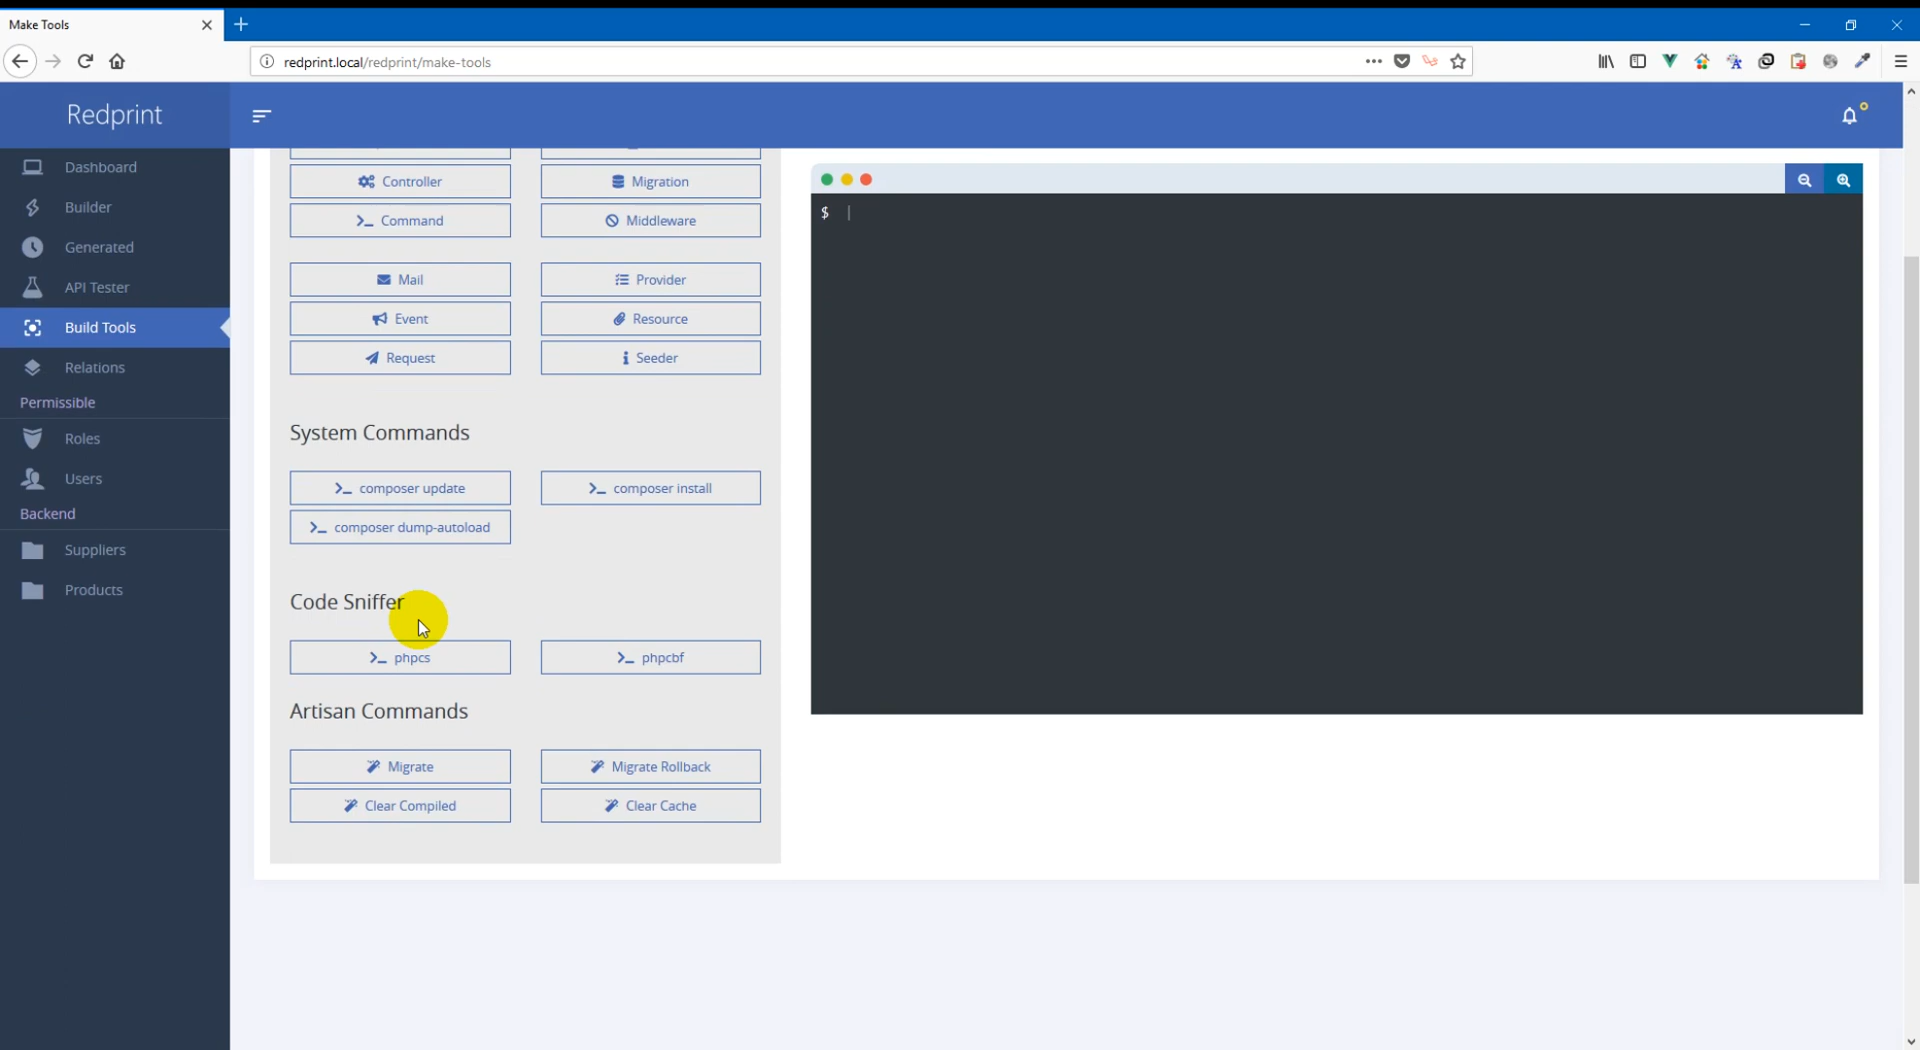 Make Tools
redprint.local/redprint/make-tools
Redprint
Dashboard
Builder
Generated
API Tester
Build Tools
Relations
Permissible
Roles
Users
Backend
Suppliers
Products
Controller
Migration
Command
Middleware
Mail
Provider
Event
Resource
Request
Seeder
System Commands
composer update
composer install
composer dump-autoload
Code Sniffer
phpcs
phpcbf
Artisan Commands
Migrate
Migrate Rollback
Clear Compiled
Clear Cache
$